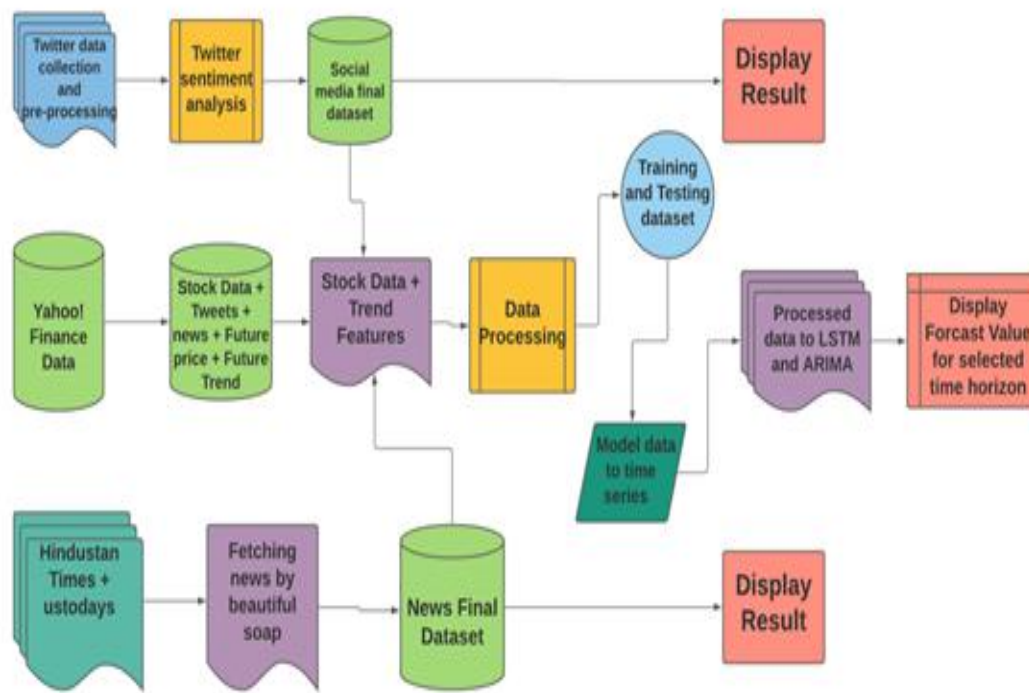 Twitter data
collection
and
pre-processing
Twitter
sentiment
analysis
Social
media final
dataset
Display
Result
Training
and Testing
dataset
Yahoo!
Finance
Data
Stock Data +
Tweets +
news + Future
price + Future
Trend
Stock Data +
Trend
Features
Data
Processing
Processed
data to LSTM
and ARIMA
Display
Forcast Value
for selected
time horizon
Model data
to time
series
Hindustan
Times +
ustodays
Fetching
news by
beautiful
soap
News Final
Dataset
Display
Result